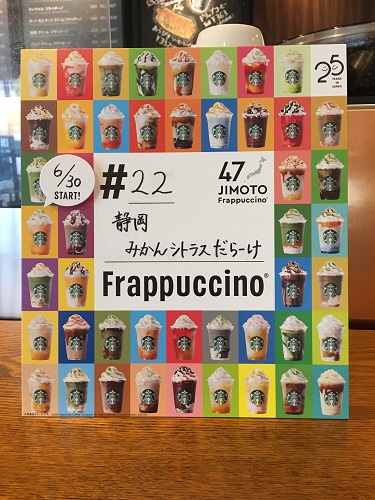 25
YEARS
IN
JAPAN
6/30
START!
#22
47
JIMOTO
Frappuccino®
静岡
みかんシトラスだらーけ
Frappuccino®